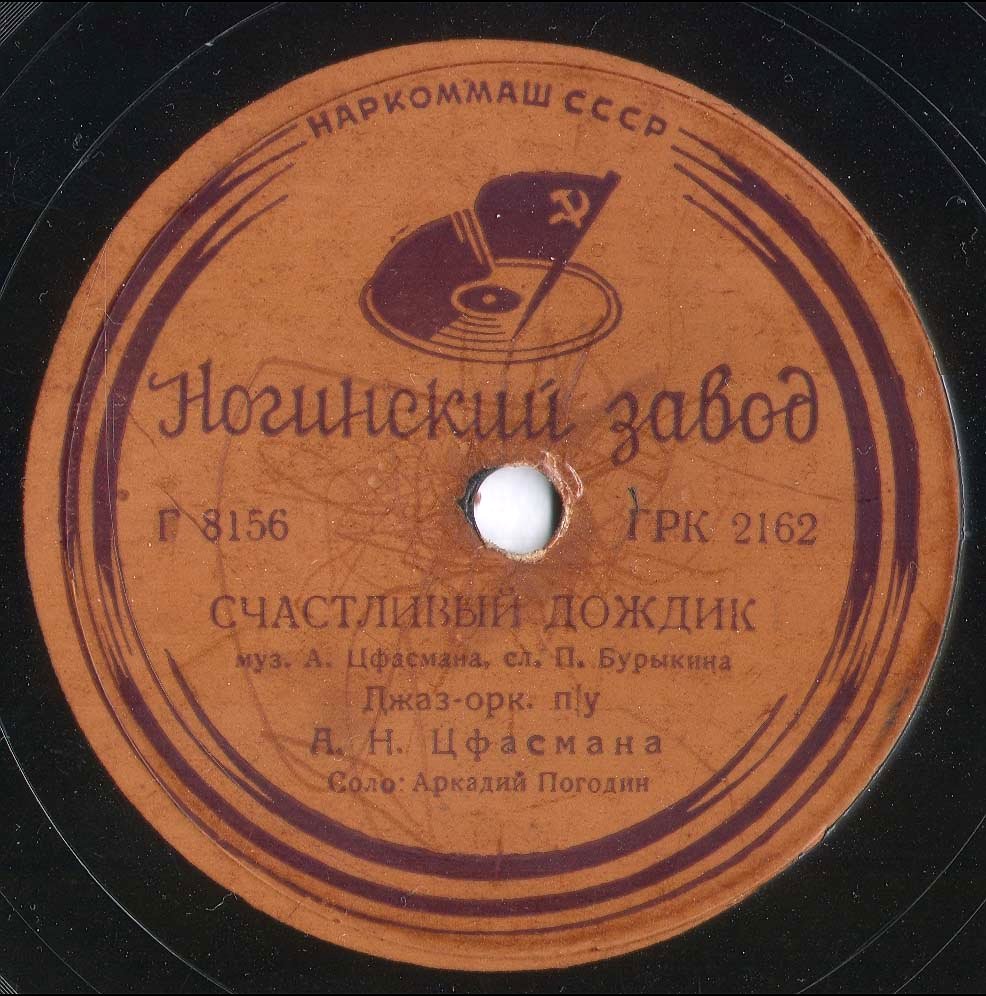 НАРКОММАШ СССР
Ногинский завод
Г 8156 ГРК 2162
СЧАСТЛИВЫЙ ДОЖДИК
муз. А. Цфасмана, сл. П. Бурыкина
Джаз-орк. п/у
А. Н. Цфасмана
Соло: Аркадий Погодин